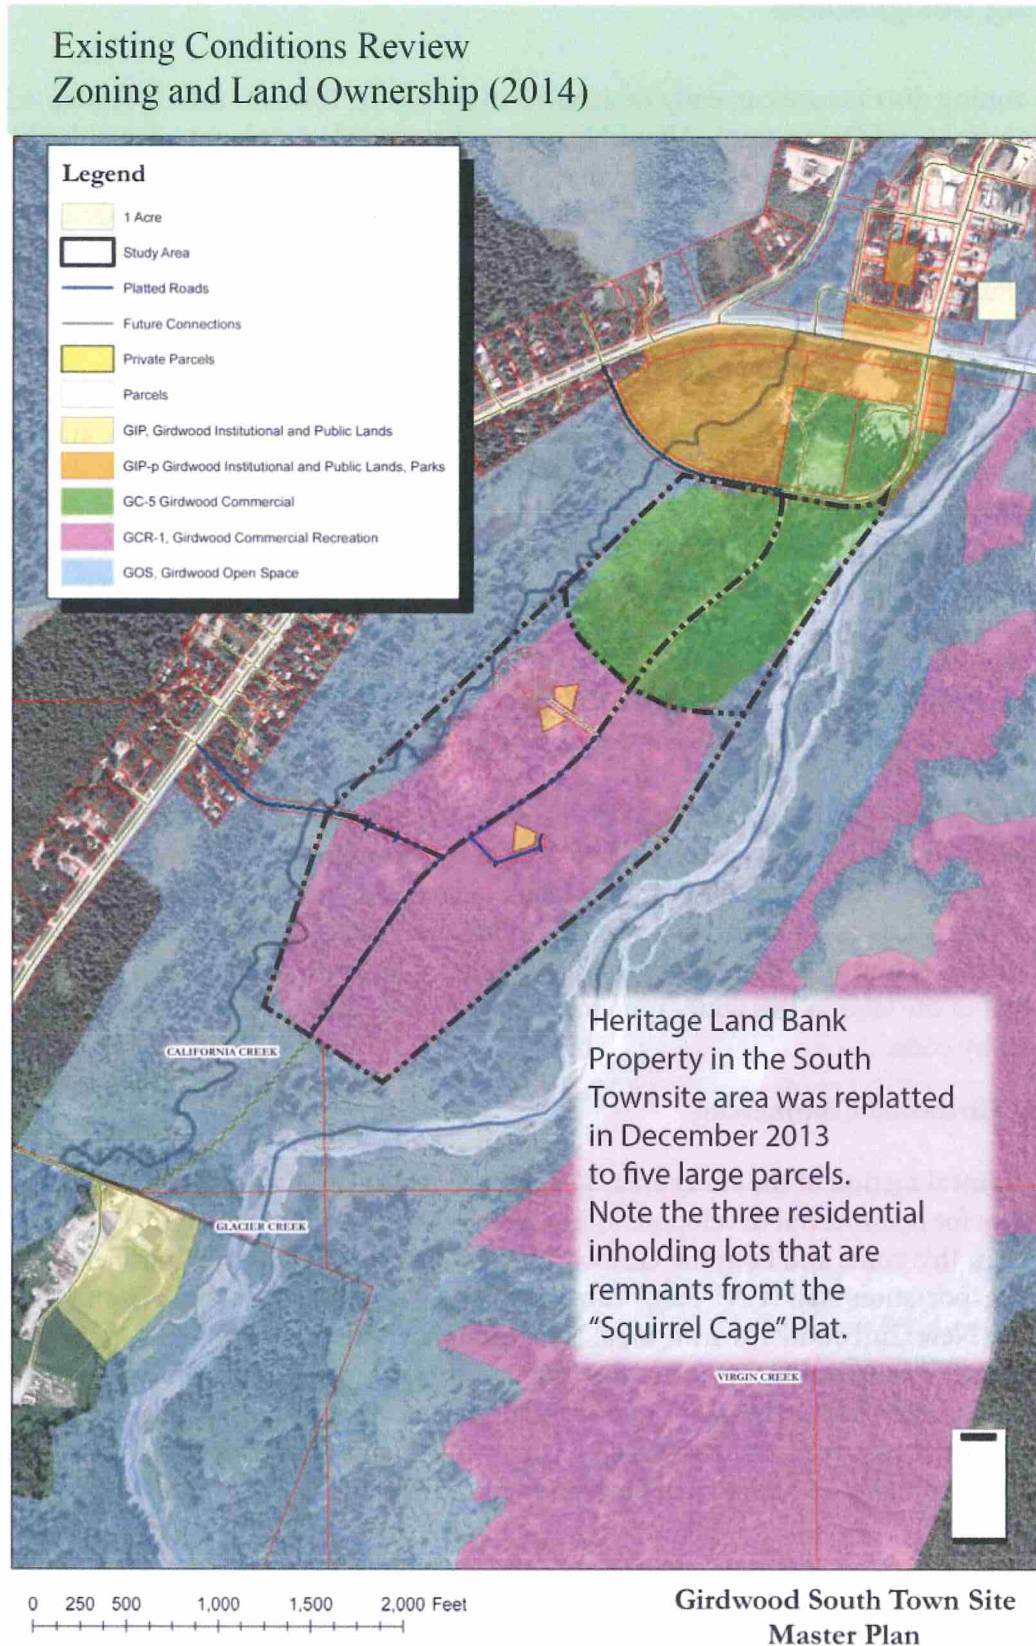 Existing Conditions Review
Zoning and Land Ownership (2014)
Legend
1 Acre
Study Area
Platted Roads
Future Connections
Private Parcels
Parcels
GIP, Girdwood Institutional and Public Lands
GIP-p Girdwood Institutional and Public Lands, Parks
GC-5 Girdwood Commercial
GCR-1, Girdwood Commercial Recreation
GOS, Girdwood Open Space
CALIFORNIA CREEK
GLACIER CREEK
Heritage Land Bank
Property in the South
Townsite area was replatted
in December 2013
to five large parcels.
Note the three residential
inholding lots that are
remnants fromt the
“Squirrel Cage” Plat.
VIRGIN CREEK
0 250 500 1,000 1,500 2,000 Feet
Girdwood South Town Site
Master Plan